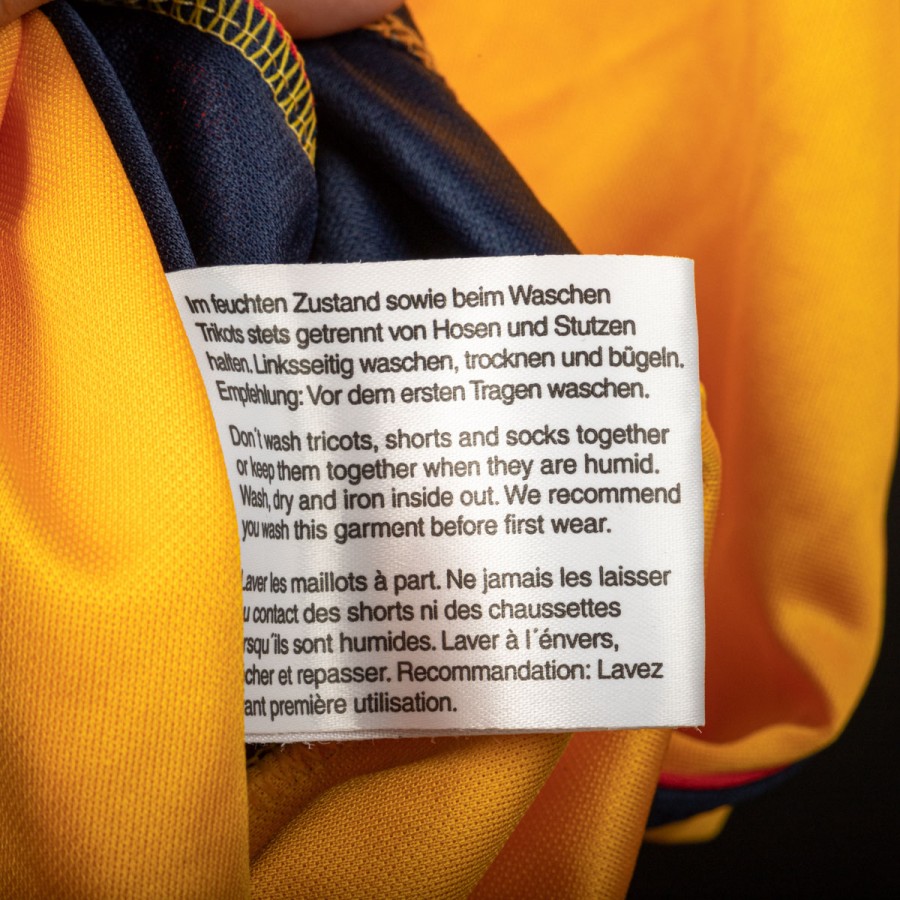 Im feuchten Zustand sowie beim Waschen
Trikots stets getrennt von Hosen und Stutzen
halten. Linksseitig waschen, trocknen und bügeln.
Empfehlung: Vor dem ersten Tragen waschen.
Don't wash tricots, shorts and socks together
or keep them together when they are humid.
Wash, dry and iron inside out. We recommend
you wash this garment before first wear.
Laver les maillots à part. Ne jamais les laisser
contact des shorts ni des chaussettes
sont humides. Laver à l´énvers,
et repasser. Recommandation: Lavez
première utilisation.